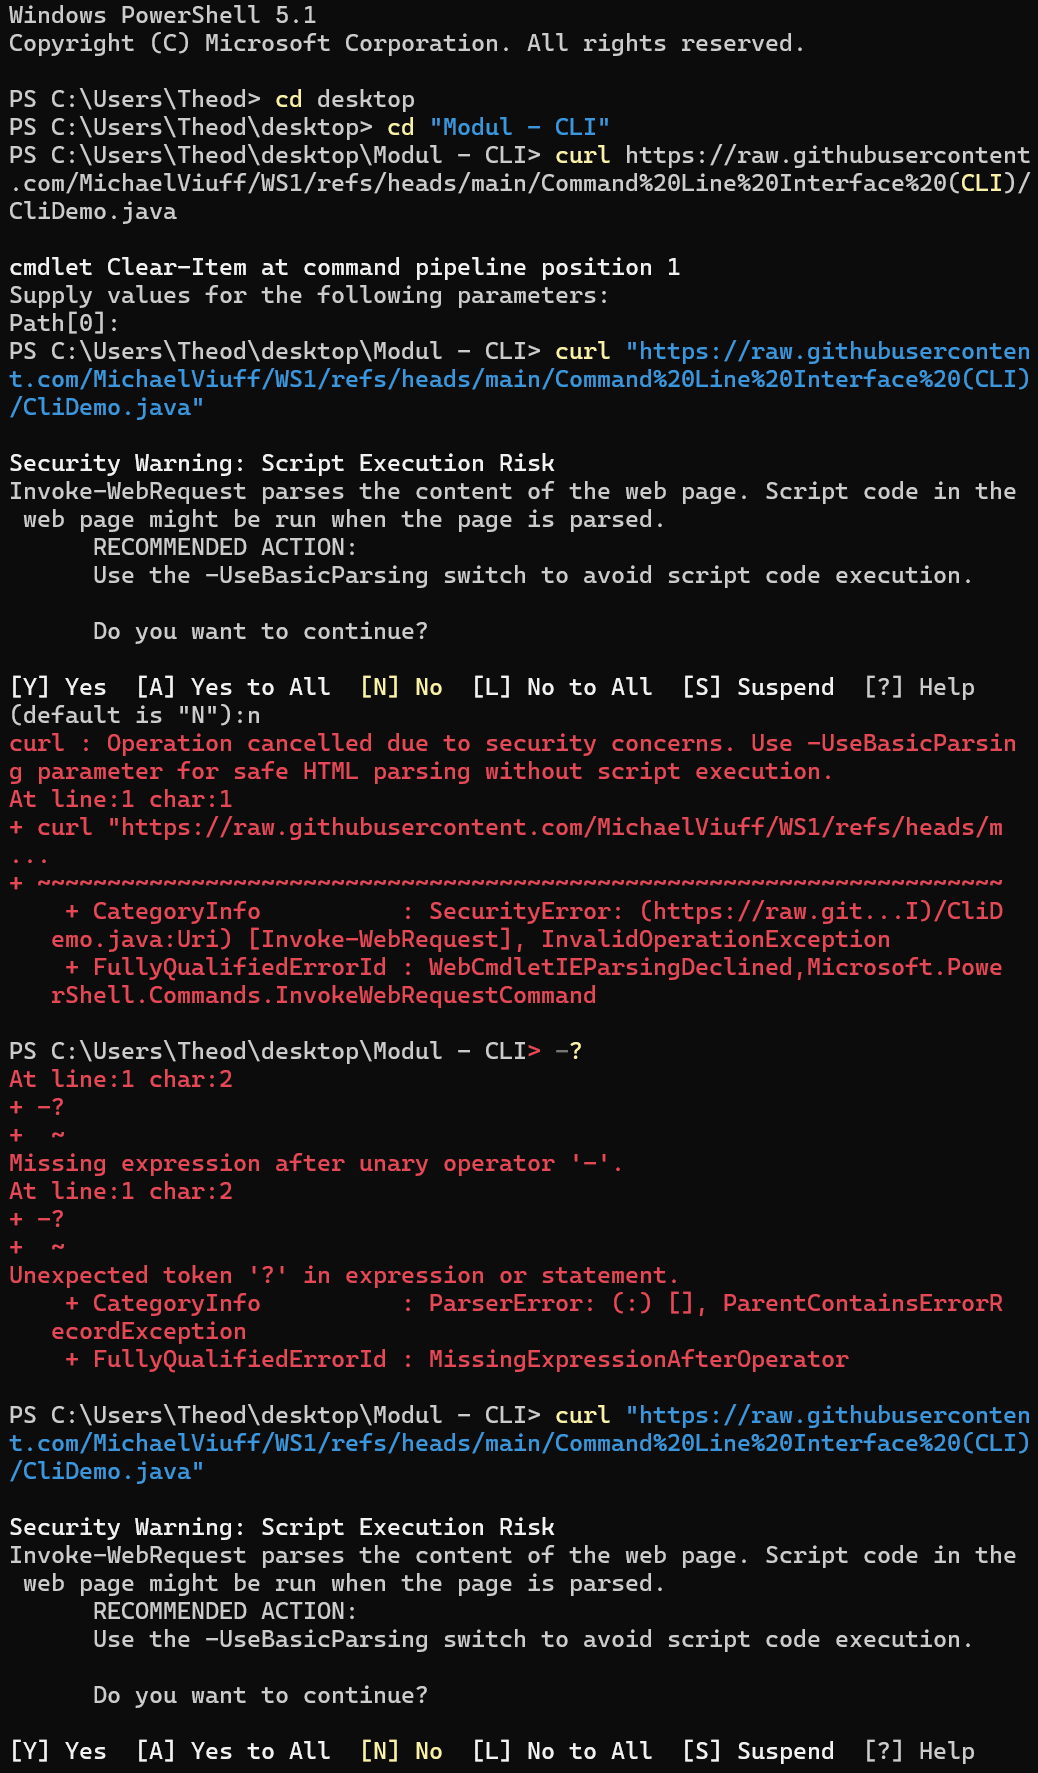 Windows PowerShell 5.1
Copyright (C) Microsoft Corporation. All rights reserved.
PS C:\Users\Theod> cd desktop
PS C:\Users\Theod\desktop> cd "Modul - CLI"
PS C:\Users\Theod\desktop\Modul - CLI> curl https://raw.githubusercontent
.com/MichaelViuff/WS1/refs/heads/main/Command%20Line%20Interface%20(CLI)/
CliDemo.java
cmdlet Clear-Item at command pipeline position 1
Supply values for the following parameters:
Path[0]:
PS C:\Users\Theod\desktop\Modul - CLI> curl "https://raw.githubuserconten
t.com/MichaelViuff/WS1/refs/heads/main/Command%20Line%20Interface%20(CLI)
/CliDemo.java"
Security Warning: Script Execution Risk
Invoke-WebRequest parses the content of the web page. Script code in the
 web page might be run when the page is parsed.
      RECOMMENDED ACTION:
      Use the -UseBasicParsing switch to avoid script code execution.
      Do you want to continue?
[Y] Yes  [A] Yes to All  [N] No  [L] No to All  [S] Suspend  [?] Help
(default is "N"):n
curl : Operation cancelled due to security concerns. Use -UseBasicParsin
g parameter for safe HTML parsing without script execution.
At line:1 char:1
+ curl "https://raw.githubusercontent.com/MichaelViuff/WS1/refs/heads/m
...
+ ~~~~~~~~~~~~~~~~~~~~~~~~~~~~~~~~~~~~~~~~~~~~~~~~~~~~~~~~~~~~~~~~~~~~~
    + CategoryInfo          : SecurityError: (https://raw.git...I)/CliD
   emo.java:Uri) [Invoke-WebRequest], InvalidOperationException
    + FullyQualifiedErrorId : WebCmdletIEParsingDeclined,Microsoft.Powe
   rShell.Commands.InvokeWebRequestCommand
PS C:\Users\Theod\desktop\Modul - CLI> -?
At line:1 char:2
+ -?
+  ~
Missing expression after unary operator '-'.
At line:1 char:2
+ -?
+  ~
Unexpected token '?' in expression or statement.
    + CategoryInfo          : ParserError: (:) [], ParentContainsErrorR
   ecordException
    + FullyQualifiedErrorId : MissingExpressionAfterOperator
PS C:\Users\Theod\desktop\Modul - CLI> curl "https://raw.githubuserconten
t.com/MichaelViuff/WS1/refs/heads/main/Command%20Line%20Interface%20(CLI)
/CliDemo.java"
Security Warning: Script Execution Risk
Invoke-WebRequest parses the content of the web page. Script code in the
 web page might be run when the page is parsed.
      RECOMMENDED ACTION:
      Use the -UseBasicParsing switch to avoid script code execution.
      Do you want to continue?
[Y] Yes  [A] Yes to All  [N] No  [L] No to All  [S] Suspend  [?] Help